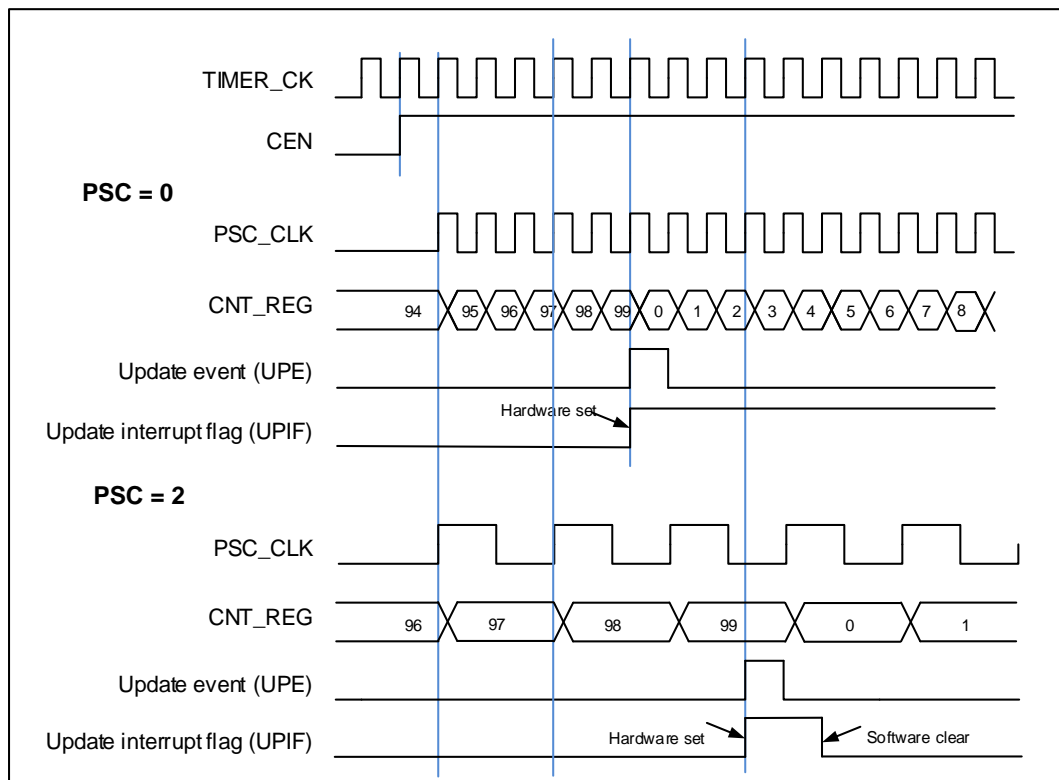 TIMER_CK
CEN
PSC = 0
PSC_CLK
CNT_REG 94 95 96 97 98 99 0 1 2 3 4 5 6 7 8
Update event (UPE)
Hardware set
Update interrupt flag (UPIF)
PSC = 2
PSC_CLK
CNT_REG 96 97 98 99 0 1
Update event (UPE)
Update interrupt flag (UPIF) Hardware set Software clear